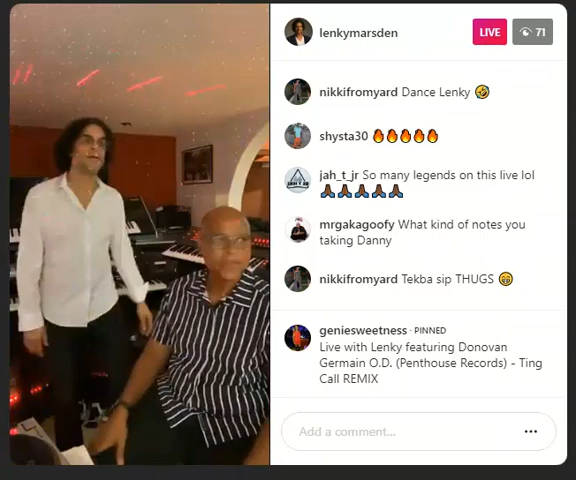 lenkymarsden
LIVE
71
nikkifromyard Dance Lenky 🤣
shysta30 🔥🔥🔥🔥🔥
jah_t_jr So many legends on this live lol
🙏🏿🙏🏿🙏🏿🙏🏿🙏🏿
mrgakagoofy What kind of notes you
taking Danny
nikkifromyard Tekba sip THUGS 😁
geniesweetness · PINNED
Live with Lenky featuring Donovan
Germain O.D. (Penthouse Records) - Ting
Call REMIX
Add a comment...